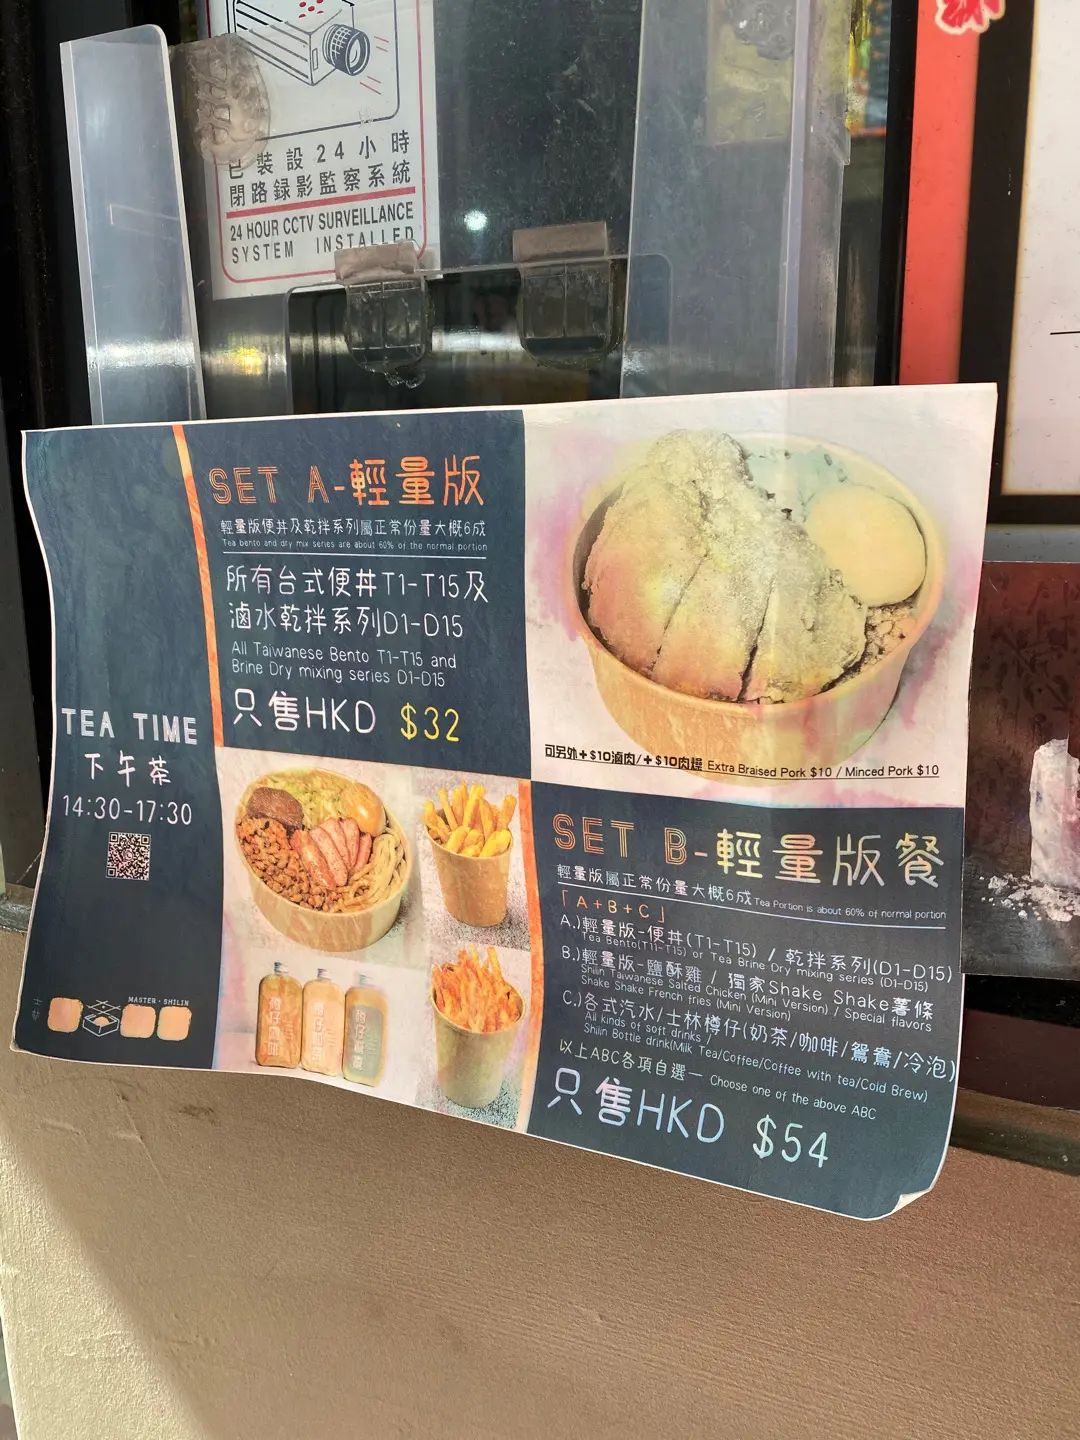 已裝設24小時
閉路録影監察系統
24 HOUR CCTV SURVEILLANCE
SYSTEM INSTALLED
TEA TIME
下午茶
14:30-17:30
士林
MASTER·SHILIN
SET A-輕量版
輕量版便丼及乾拌系列屬正常份量大概6成
Tea bento and dry mix series are about 60% of the normal portion
所有台式便丼T1-T15及
滷水乾拌系列D1-D15
All Taiwanese Bento T1-T15 and
Brine Dry mixing series D1-D15
只售HKD $32
可另外+$10滷肉/+$10肉燥 Extra Braised Pork $10 / Minced Pork $10
SET B-輕量版餐
輕量版屬正常份量大概6成 Tea Portion is about 60% of normal portion
「A+B+C」
A.)輕量版-便丼(T1-T15) / 乾拌系列(D1-D15)
Tea Bento(T1-T15) or Tea Brine Dry mixing series (D1-D15)
B.)輕量版-鹽酥雞 / 獨家Shake Shake薯條
Shilin Taiwanese Salted Chicken (Mini Version) / Special flavors
Shake Shake French fries (Mini Version)
C.)各式汽水/士林樽仔(奶茶/咖啡/鴛鴦/冷泡)
All kinds of soft drinks /
Shilin Bottle drink(Milk Tea/Coffee/Coffee with tea/Cold Brew)
以上ABC各項自選— Choose one of the above ABC
只售HKD $54